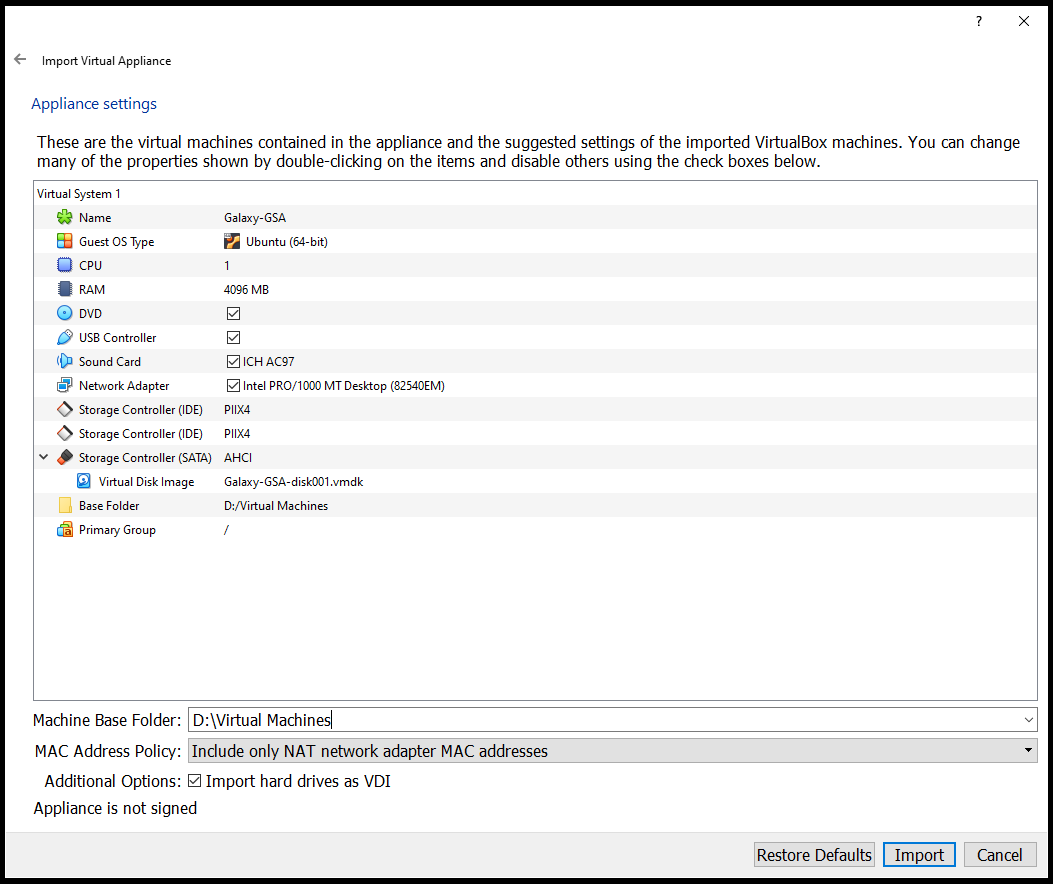 ?
Import Virtual Appliance
Appliance settings
These are the virtual machines contained in the appliance and the suggested settings of the imported VirtualBox machines. You can change
many of the properties shown by double-clicking on the items and disable others using the check boxes below.
Virtual System 1
Name Galaxy-GSA
Guest OS Type Ubuntu (64-bit)
CPU 1
RAM 4096 MB
DVD
USB Controller
Sound Card ICH AC97
Network Adapter Intel PRO/1000 MT Desktop (82540EM)
Storage Controller (IDE) PIIX4
Storage Controller (IDE) PIIX4
Storage Controller (SATA) AHCI
Virtual Disk Image Galaxy-GSA-disk001.vmdk
Base Folder D:/Virtual Machines
Primary Group /
Machine Base Folder: D:\Virtual Machines
MAC Address Policy: Include only NAT network adapter MAC addresses
Additional Options: Import hard drives as VDI
Appliance is not signed
Restore Defaults Import Cancel